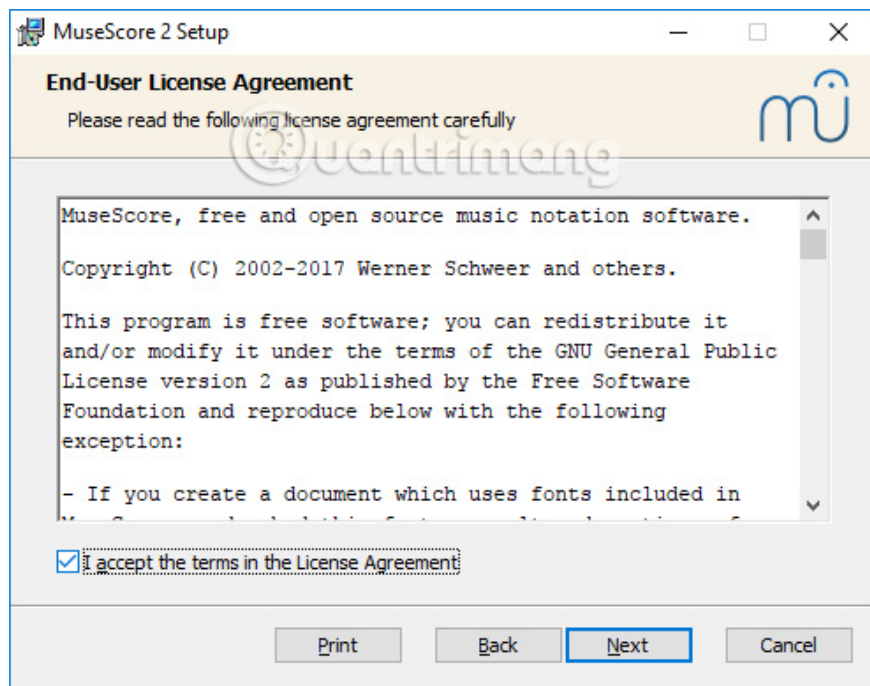 MuseScore 2 Setup
End-User License Agreement
Please read the following license agreement carefully
Quantrimang
MuseScore, free and open source music notation software.
Copyright (C) 2002-2017 Werner Schweer and others.
This program is free software; you can redistribute it
and/or modify it under the terms of the GNU General Public
License version 2 as published by the Free Software
Foundation and reproduce below with the following
exception:
- If you create a document which uses fonts included in
I accept the terms in the License Agreement
Print
Back
Next
Cancel